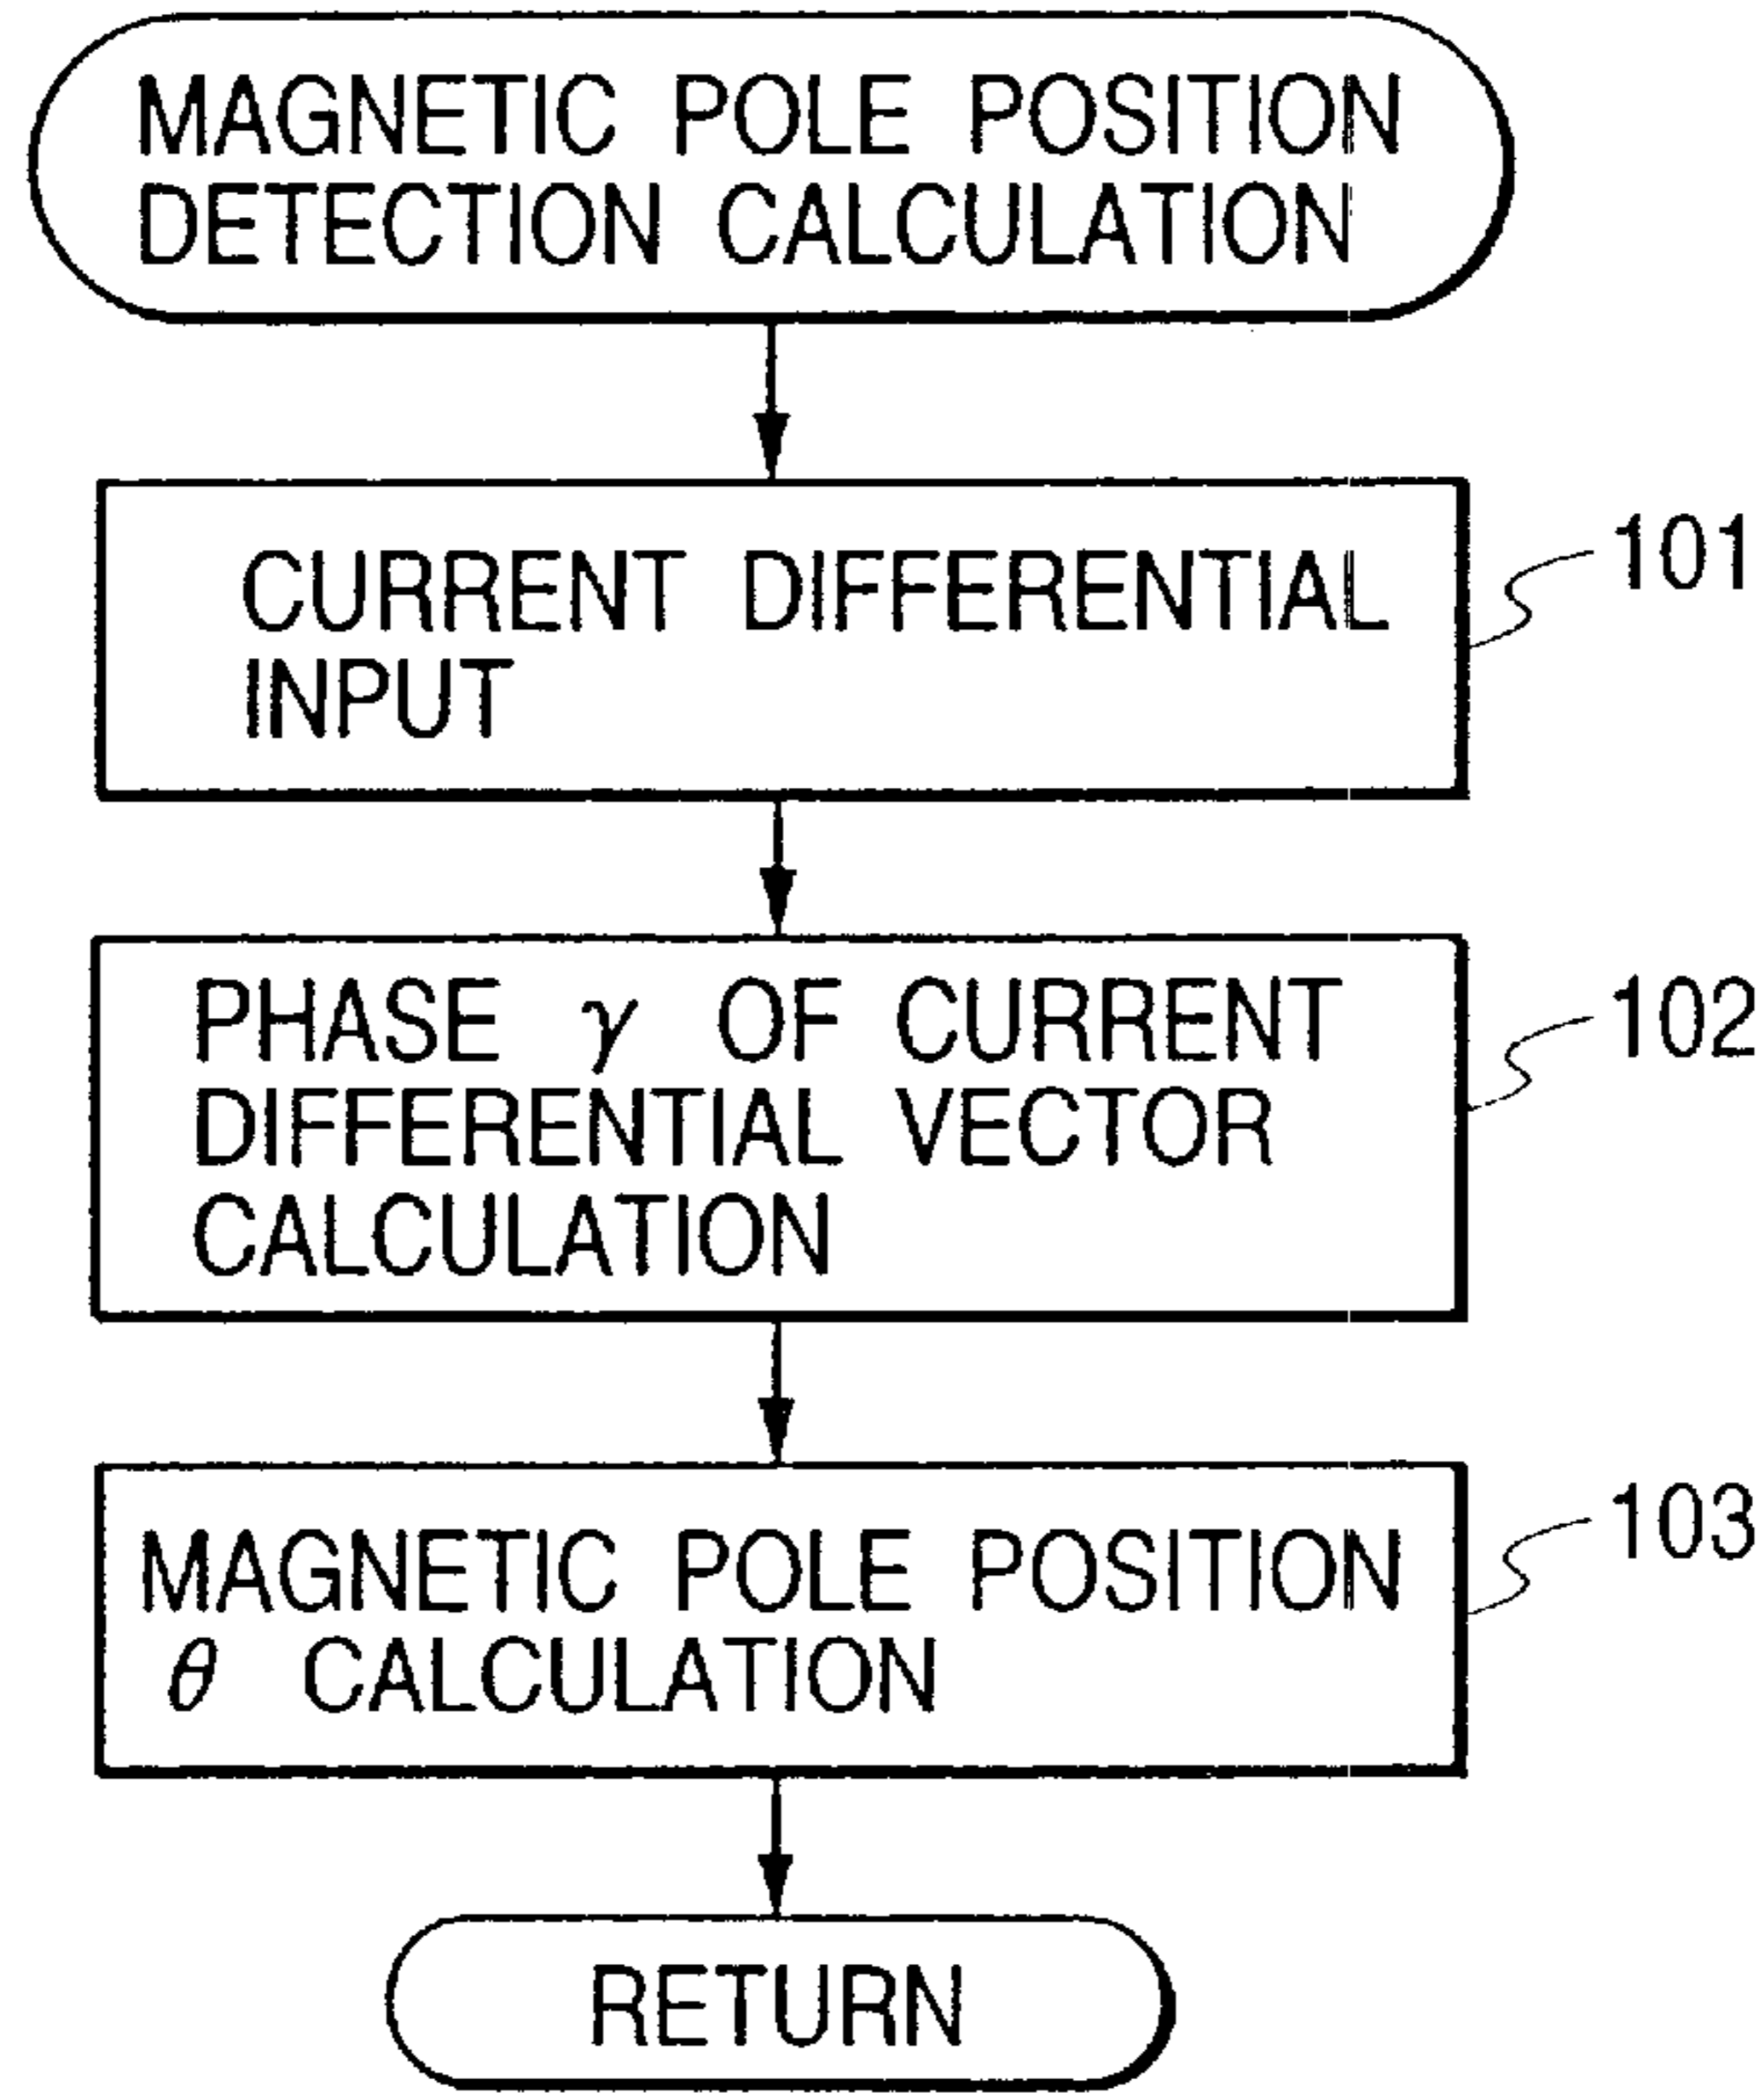 MAGNETIC POLE POSITION
DETECTION CALCULATION
CURRENT DIFFERENTIAL
INPUT
101
PHASE γ OF CURRENT
DIFFERENTIAL VECTOR
CALCULATION
102
MAGNETIC POLE POSITION
θ CALCULATION
103
RETURN